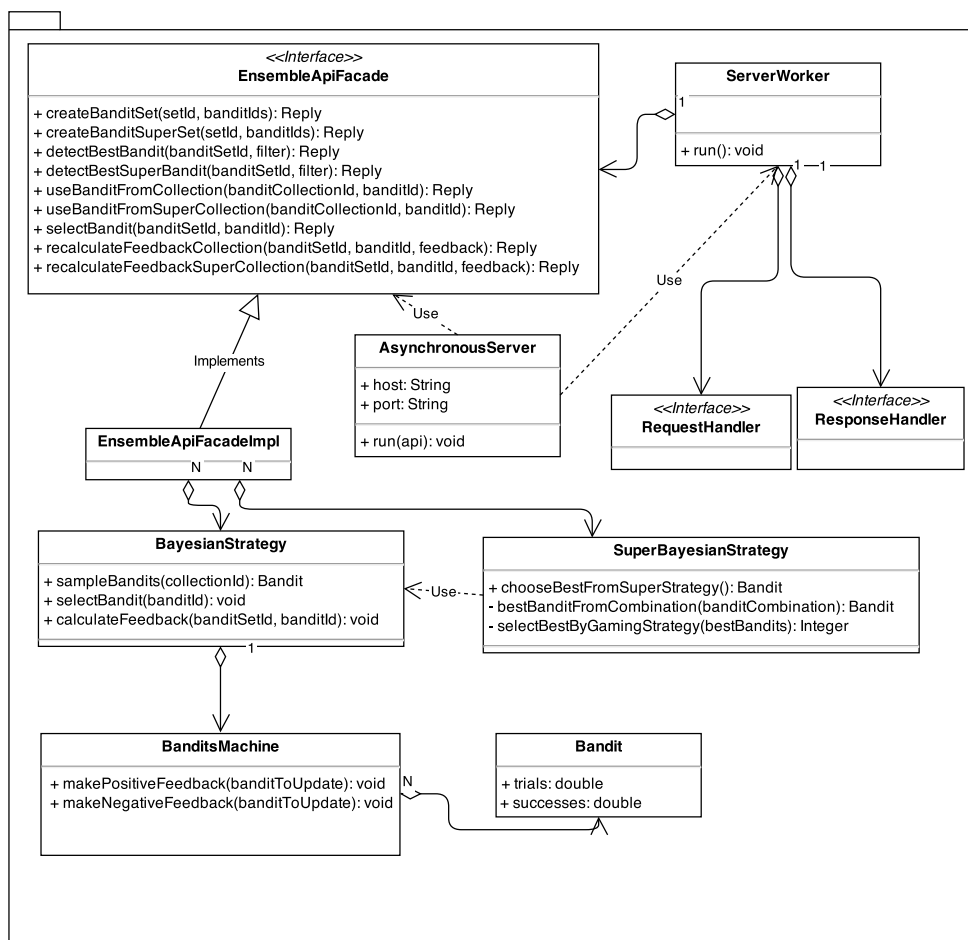 <<Interface>>
EnsembleApiFacade
+ createBanditSet(setId, banditIds): Reply
+ createBanditSuperSet(setId, banditIds): Reply
+ detectBestBandit(banditSetId, filter): Reply
+ detectBestSuperBandit(banditSetId, filter): Reply
+ useBanditFromCollection(banditCollectionId, banditId): Reply
+ useBanditFromSuperCollection(banditCollectionId, banditId): Reply
+ selectBandit(banditSetId, banditId): Reply
+ recalculateFeedbackCollection(banditSetId, banditId, feedback): Reply
+ recalculateFeedbackSuperCollection(banditSetId, banditId, feedback): Reply
ServerWorker
1
+ run(): void
1
1
Use
Use
Implements
AsynchronousServer
+ host: String
+ port: String
+ run(api): void
<<Interface>>
RequestHandler
<<Interface>>
ResponseHandler
EnsembleApiFacadeImpl
N
N
BayesianStrategy
+ sampleBandits(collectionId): Bandit
+ selectBandit(banditId): void
+ calculateFeedback(banditSetId, banditId): void
1
Use
SuperBayesianStrategy
+ chooseBestFromSuperStrategy(): Bandit
- bestBanditFromCombination(banditCombination): Bandit
- selectBestByGamingStrategy(bestBandits): Integer
BanditsMachine
+ makePositiveFeedback(banditToUpdate): void
+ makeNegativeFeedback(banditToUpdate): void
N
Bandit
+ trials: double
+ successes: double